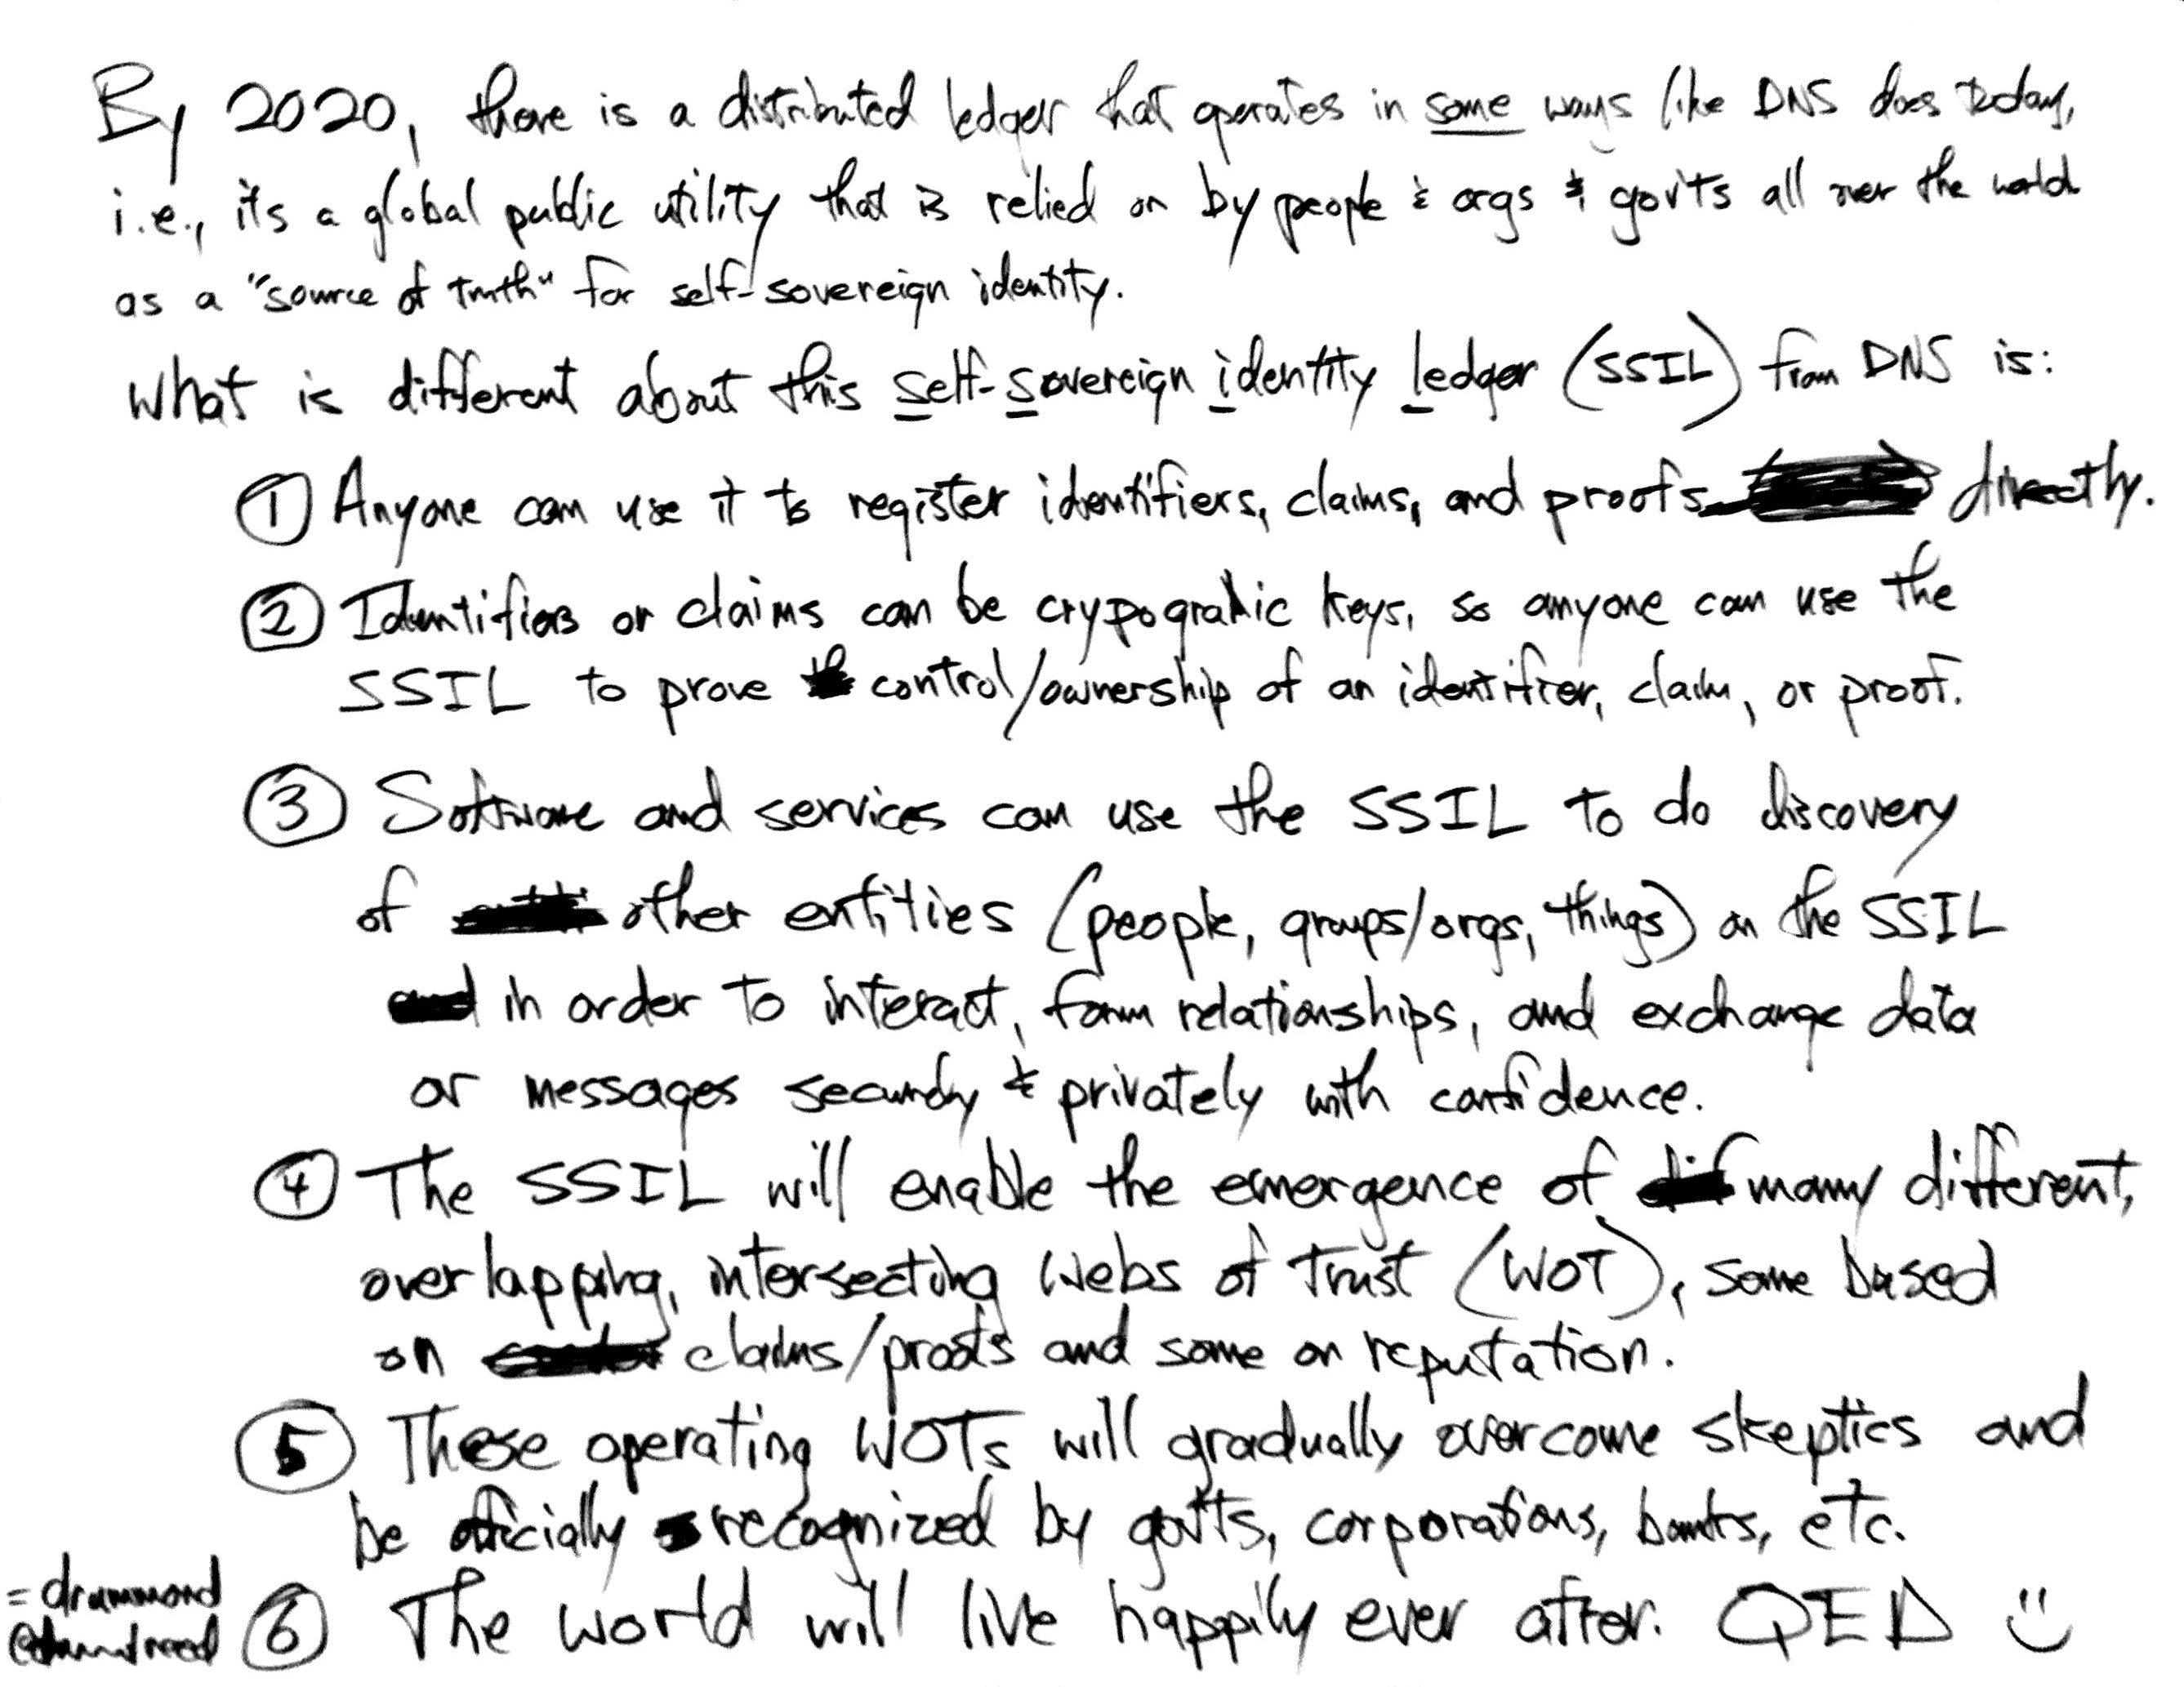 By 2020, there is a distributed ledger that operates in some ways like DNS does today,
i.e., its a global public utility that is relied on by people & orgs & gov'ts all over the world
as a "source of truth" for self-sovereign identity.
What is different about this self-sovereign identity ledger (SSIL) from DNS is:
① Anyone can use it to register identifiers, claims, and proofs directly.
② Identifiers or claims can be crypograhic keys, so anyone can use the
SSIL to prove control/ownership of an identifier, claim, or proof.
③ Software and services can use the SSIL to do discovery
of other entities (people, groups/orgs, things) on the SSIL
in order to interact, form relationships, and exchange data
or messages securely & privately with confidence.
④ The SSIL will enable the emergence of many different,
overlapping, intersecting webs of trust (WOT), some based
on claims/proofs and some on reputation.
⑤ These operating WOTs will gradually overcome skeptics and
be officially recognized by gov'ts, corporations, banks, etc.
⑥ The world will live happily ever after. QED
=drummond